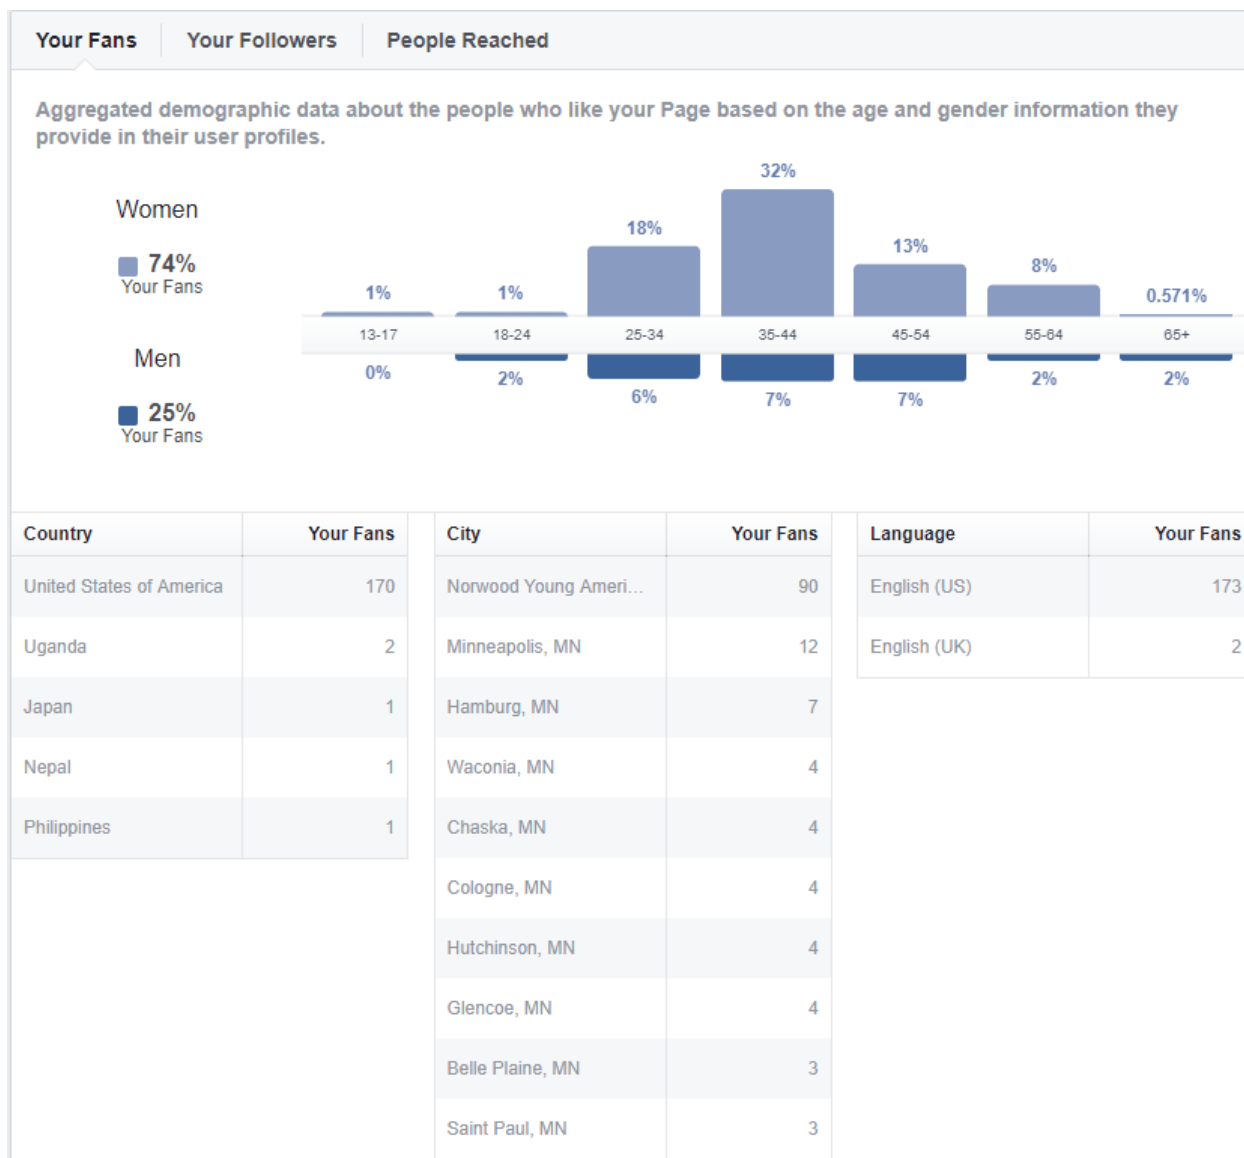 Your Fans Your Followers People Reached
Aggregated demographic data about the people who like your Page based on the age and gender information they
provide in their user profiles.
Women
74%
Your Fans
1% 1% 18% 32% 13% 8% 0.571%
13-17 18-24 25-34 35-44 45-54 55-64 65+
0% 2% 6% 7% 7% 2% 2%
Men
25%
Your Fans
Country Your Fans
United States of America 170
Uganda 2
Japan 1
Nepal 1
Philippines 1
City Your Fans
Norwood Young Ameri... 90
Minneapolis, MN 12
Hamburg, MN 7
Waconia, MN 4
Chaska, MN 4
Cologne, MN 4
Hutchinson, MN 4
Glencoe, MN 4
Belle Plaine, MN 3
Saint Paul, MN 3
Language Your Fans
English (US) 173
English (UK) 2